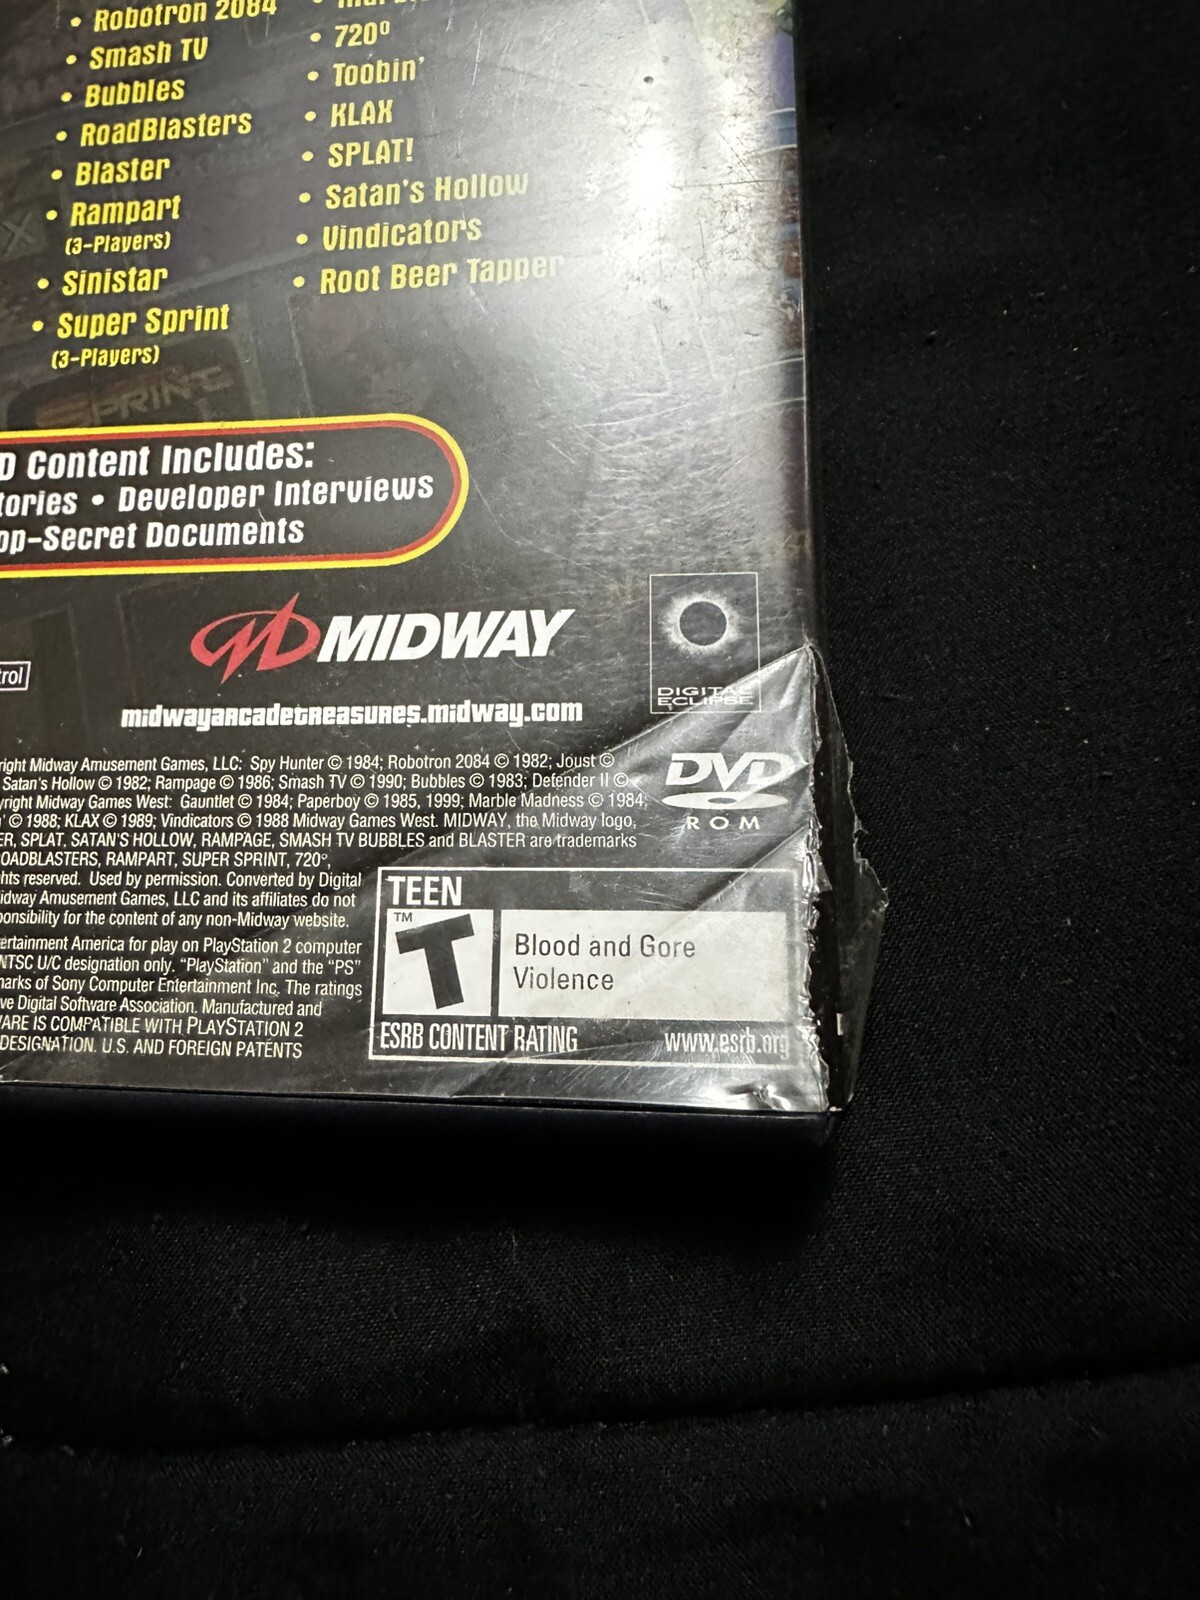 • Robotron 2084
• Smash TV
• Bubbles
• RoadBlasters
• Blaster
• Rampart
(3-Players)
• Sinistar
• Super Sprint
(3-Players)
• 720°
• Toobin'
• KLAX
• SPLAT!
• Satan's Hollow
• Vindicators
• Root Beer Tapper
SPRINT
D Content Includes:
tories • Developer Interviews
op-Secret Documents
MIDWAY
DIGITAL
ECLIPSE
trol
midwayarcadetreasures.midway.com
right Midway Amusement Games, LLC: Spy Hunter © 1984; Robotron 2084 © 1982; Joust ©
Satan's Hollow © 1982; Rampage © 1986; Smash TV © 1990; Bubbles © 1983; Defender II ©
yright Midway Games West: Gauntlet © 1984; Paperboy © 1985, 1999; Marble Madness © 1984;
' © 1988; KLAX © 1989; Vindicators © 1988 Midway Games West. MIDWAY, the Midway logo,
ER, SPLAT. SATAN'S HOLLOW, RAMPAGE, SMASH TV BUBBLES and BLASTER are trademarks
OADBLASTERS, RAMPART, SUPER SPRINT, 720°,
hts reserved. Used by permission. Converted by Digital
idway Amusement Games, LLC and its affiliates do not
ponsibility for the content of any non-Midway website.
ertainment America for play on PlayStation 2 computer
NTSC U/C designation only. "PlayStation" and the "PS"
marks of Sony Computer Entertainment Inc. The ratings
ve Digital Software Association. Manufactured and
ARE IS COMPATIBLE WITH PLAYSTATION 2
DESIGNATION. U.S. AND FOREIGN PATENTS
DVD
ROM
TEEN
TM
T
Blood and Gore
Violence
ESRB CONTENT RATING www.esrb.org